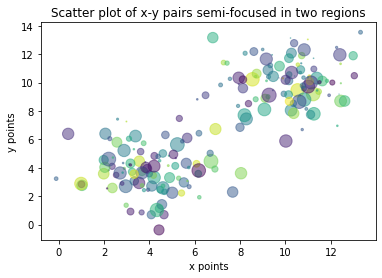 Scatter plot of x-y pairs semi-focused in two regions
14
12
10
8
6
4
2
0
y points
0 2 4 6 8 10 12
x points